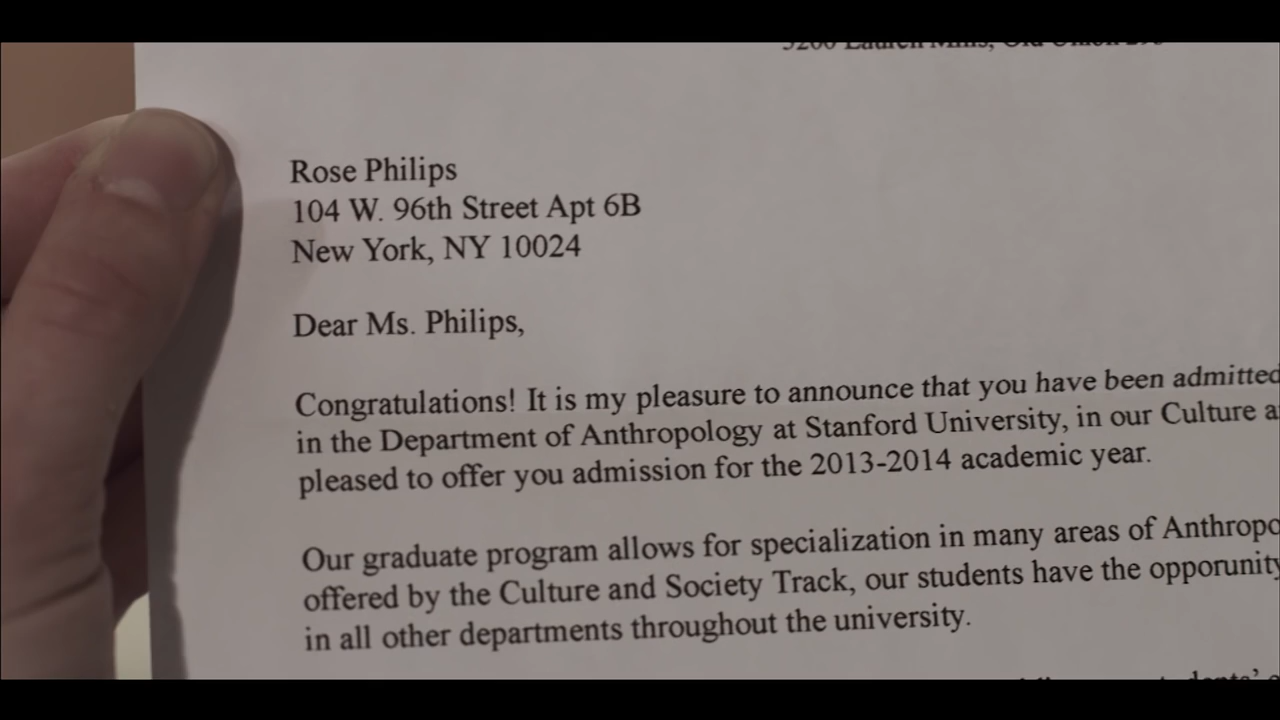 Rose Philips
104 W. 96th Street Apt 6B
New York, NY 10024
Dear Ms. Philips,
Congratulations! It is my pleasure to announce that you have been admitted
in the Department of Anthropology at Stanford University, in our Culture
pleased to offer you admission for the 2013-2014 academic year.
Our graduate program allows for specialization in many areas of Anthropo
offered by the Culture and Society Track, our students have the opporunity
in all other departments throughout the university.